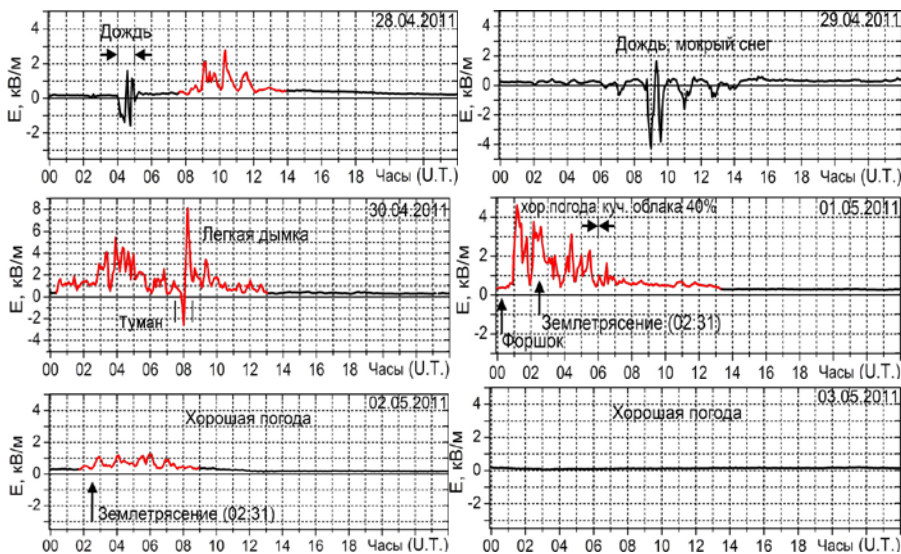 28.04.2011
Дождь
Е, кВ/м
4
2
0
-2
00 02 04 06 08 10 12 14 16 18 Часы (U.T.)
29.04.2011
Дождь, мокрый снег
Е, кВ/м
4
2
0
-2
-4
00 02 04 06 08 10 12 14 16 18 Часы (U.T.)
30.04.2011
Легкая дымка
Туман
Е, кВ/м
8
6
4
2
0
-2
-4
00 02 04 06 08 10 12 14 16 18 Часы (U.T.)
01.05.2011
хор.погода куч. облака 40%
Землетрясение (02:31)
Форшок
Е, кВ/м
4
2
0
-2
00 02 04 06 08 10 12 14 16 18 Часы (U.T.)
02.05.2011
Хорошая погода
Землетрясение (02:31)
Е, кВ/м
4
2
0
-2
00 02 04 06 08 10 12 14 16 18 Часы (U.T.)
03.05.2011
Хорошая погода
Е, кВ/м
4
2
0
-2
00 02 04 06 08 10 12 14 16 18 Часы (U.T.)